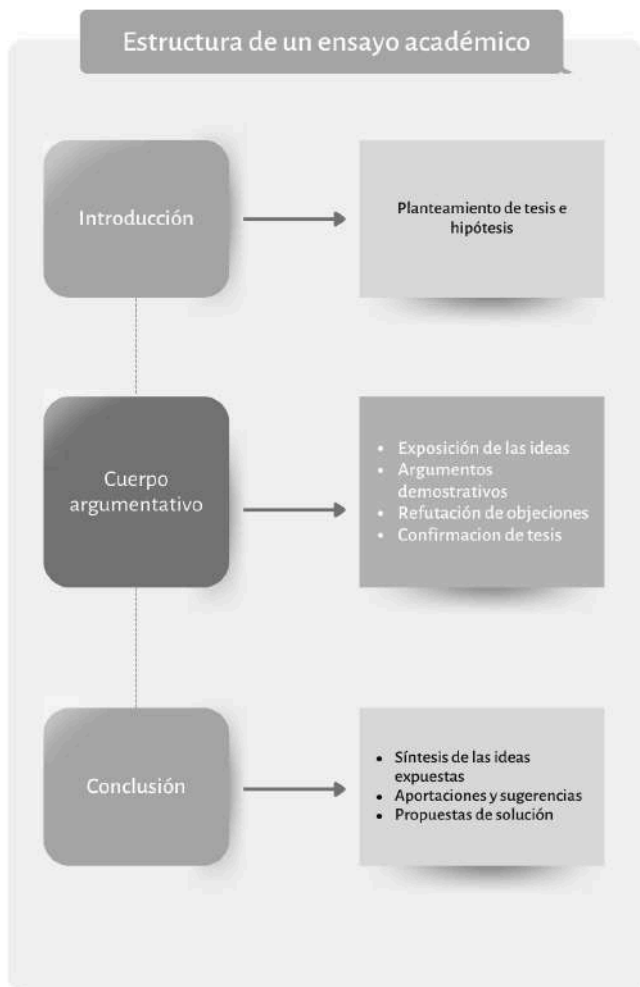 Estructura de un ensayo académico
Introducción
Planteamiento de tesis e
hipótesis
Cuerpo
argumentativo
• Exposición de las ideas
• Argumentos
demostrativos
• Refutación de objeciones
• Confirmacion de tesis
Conclusión
• Síntesis de las ideas
expuestas
• Aportaciones y sugerencias
• Propuestas de solución